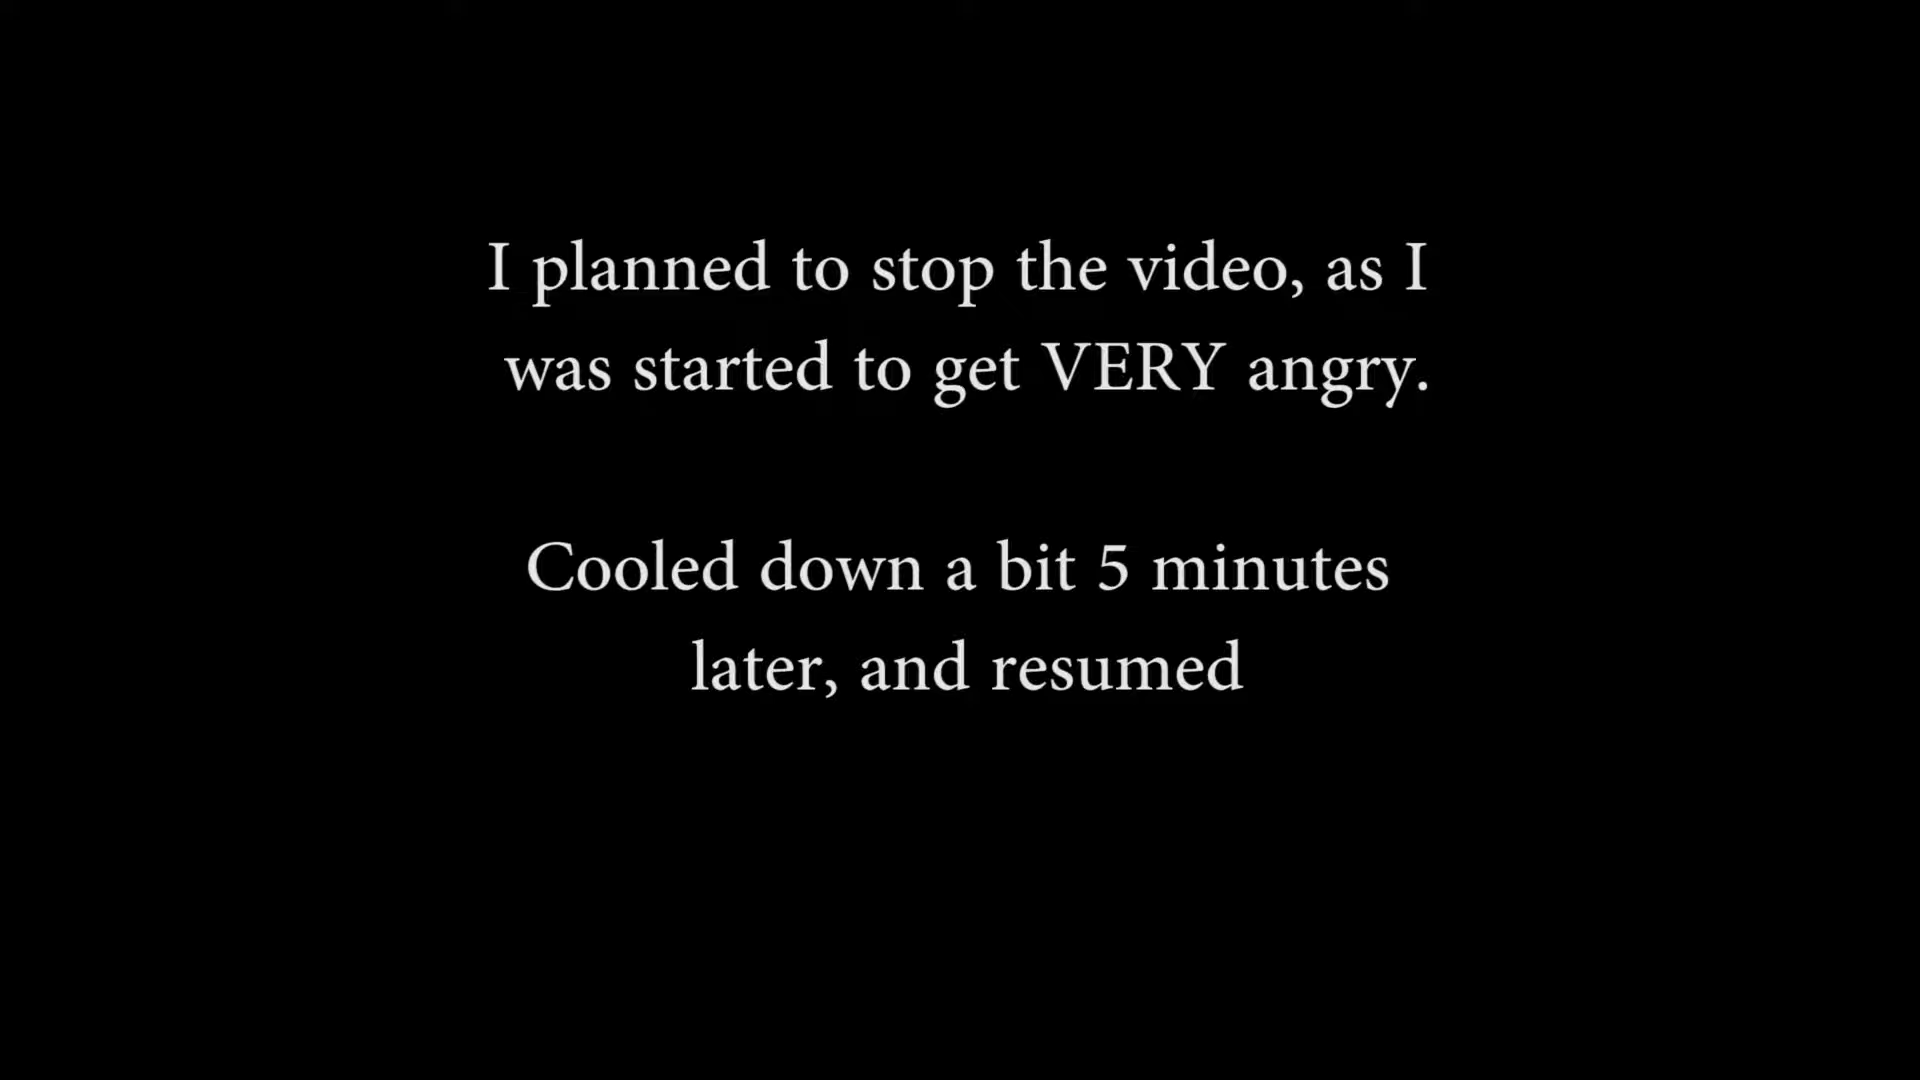 I planned to stop the video, as I
was started to get VERY angry.
Cooled down a bit 5 minutes
later, and resumed